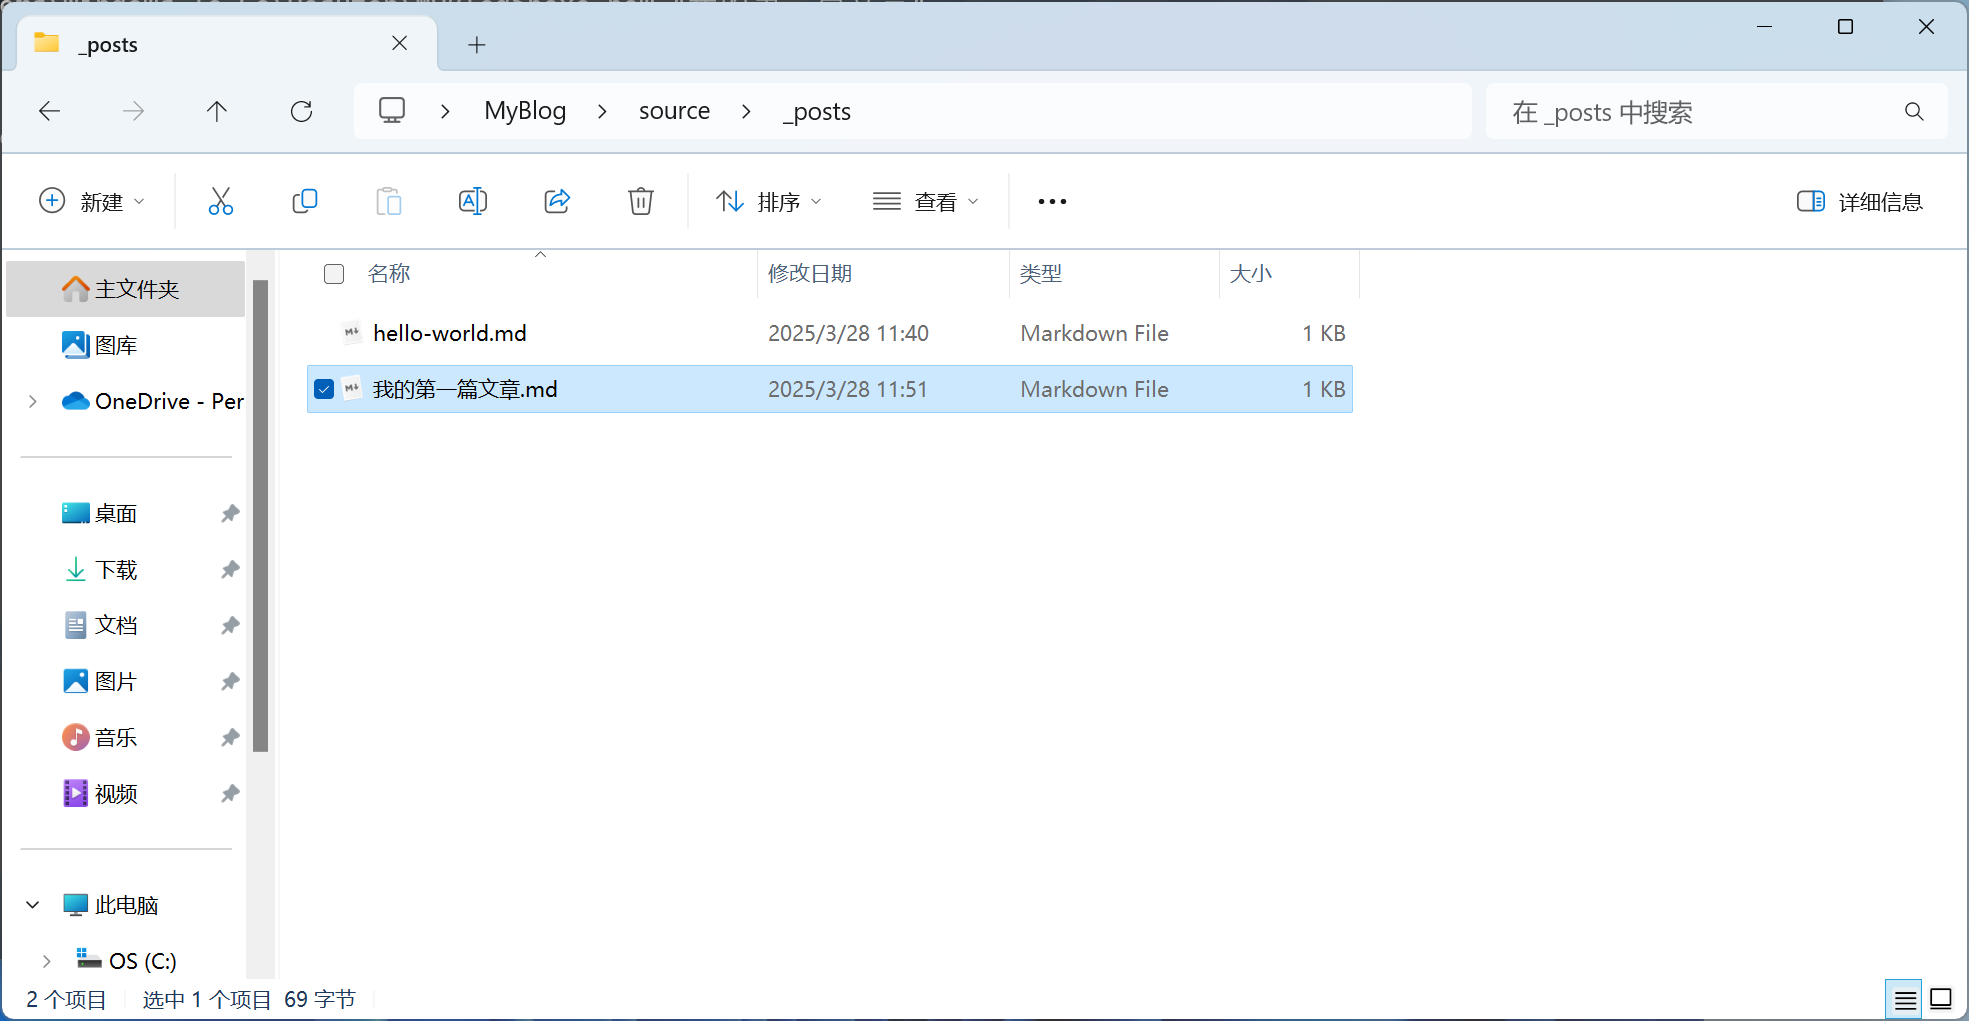 _posts
MyBlog source _posts
在 _posts 中搜索
新建 排序 查看 详细信息
名称 修改日期 类型 大小
hello-world.md 2025/3/28 11:40 Markdown File 1 KB
我的第一篇文章.md 2025/3/28 11:51 Markdown File 1 KB
主文件夹
图库
OneDrive - Per
桌面
下载
文档
图片
音乐
视频
此电脑
OS (C:)
2 个项目 选中 1 个项目 69 字节